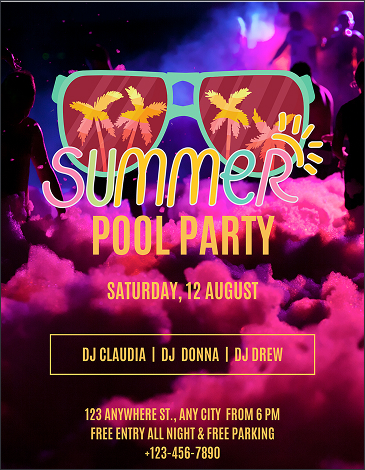 SUMMER
POOL PARTY
SATURDAY, 12 AUGUST
DJ CLAUDIA | DJ DONNA | DJ DREW
123 ANYWHERE ST., ANY CITY FROM 6 PM
FREE ENTRY ALL NIGHT & FREE PARKING
+123-456-7890